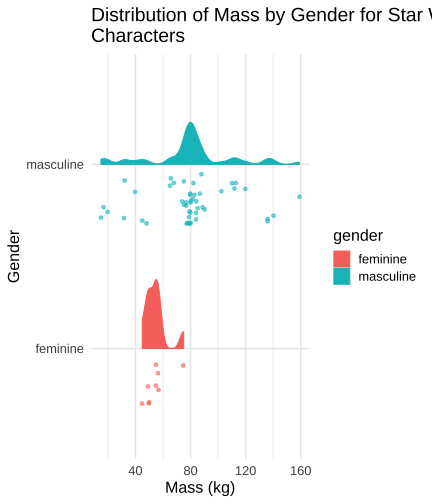 Distribution of Mass by Gender for Star
Characters
masculine
feminine
Gender
40
80
120
160
Mass (kg)
gender
feminine
masculine